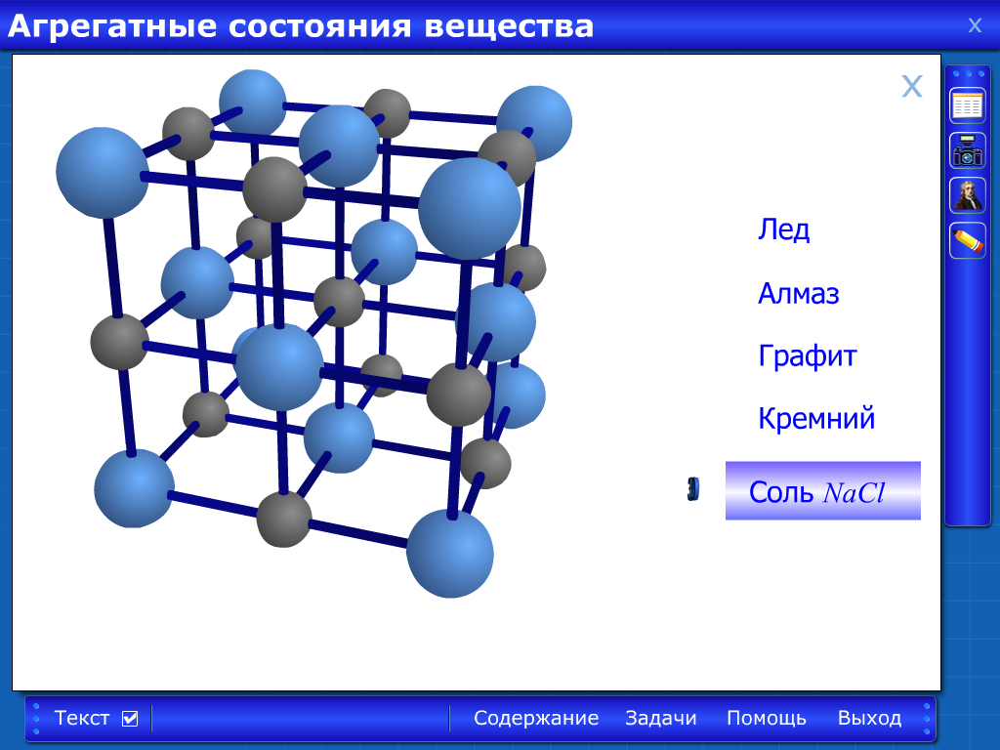 Агрегатные состояния вещества
x
x
Лед
Алмаз
Графит
Кремний
Соль NaCl
Текст
Содержание Задачи Помощь Выход